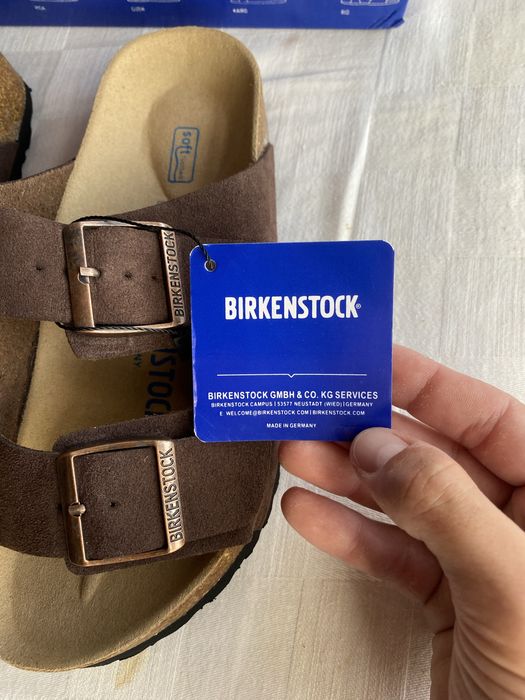 soft
BIRKENSTOCK
BIRKENSTOCK
BIRKENSTOCK®
BIRKENSTOCK GMBH & CO. KG SERVICES
BIRKENSTOCK CAMPUS | 53577 NEUSTADT (WIED) | GERMANY
E WELCOME@BIRKENSTOCK COM | BIRKENSTOCK.COM
MADE IN GERMANY